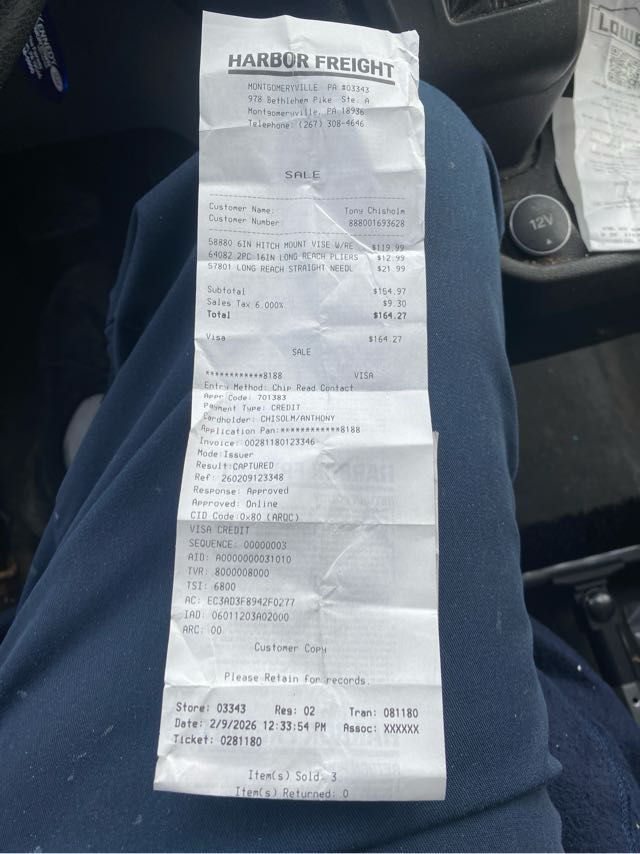 HARBOR FREIGHT
MONTGOMERYVILLE, PA #03343
978 Bethlehem Pike Ste. A
Montgomeryville, PA 18936
Telephone: (267) 308-4646
SALE
Customer Name: Tony Chisholm
Customer Number 888001693628
58880 6IN HITCH MOUNT VISE W/RE $119.99
64082 2PC 16IN LONG REACH PLIERS $12.99
57801 LONG REACH STRAIGHT NEEDL $21.99
Subtotal $154.97
Sales Tax 6.000% $9.30
Total $164.27
Visa $164.27
SALE
************8188 VISA
Entry Method: Chip Read Contact
Appr Code: 701383
Payment Type: CREDIT
Cardholder: CHISOLM/ANTHONY
Application Pan:************8188
Invoice: 00281180123346
Mode:Issuer
Result:CAPTURED
Ref: 260209123348
Response: Approved
Approved: Online
CID Code:0x80 (ARQC)
VISA CREDIT
SEQUENCE: 00000003
AID: A0000000031010
TVR: 8000008000
TSI: 6800
AC: EC3AD3F8942F0277
IAD: 06011203A02000
ARC: 00
Customer Copy
Please Retain for records.
Store: 03343 Reg: 02 Tran: 081180
Date: 2/9/2026 12:33:54 PM Assoc: XXXXXX
Ticket: 0281180
Item(s) Sold: 3
Item(s) Returned: 0
12V